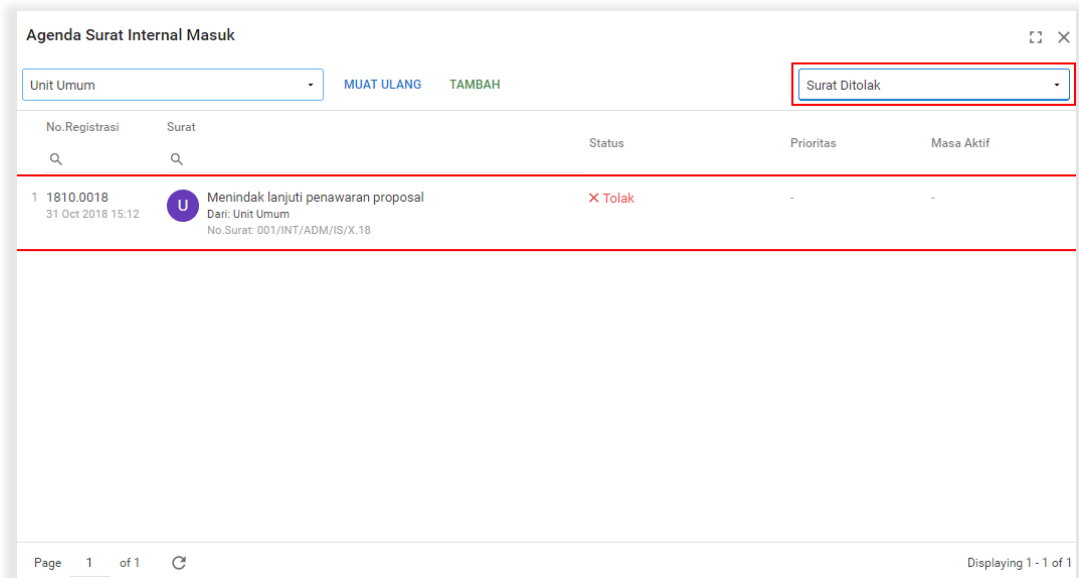 Agenda Surat Internal Masuk
Unit Umum
MUAT ULANG
TAMBAH
Surat Ditolak
No.Registrasi
Surat
Status
Prioritas
Masa Aktif
1
1810.0018
31 Oct 2018 15:12
U
Menindak lanjuti penawaran proposal
Dari: Unit Umum
No.Surat: 001/INT/ADM/IS/X.18
Tolak
-
-
Page 1 of 1
Displaying 1 - 1 of 1